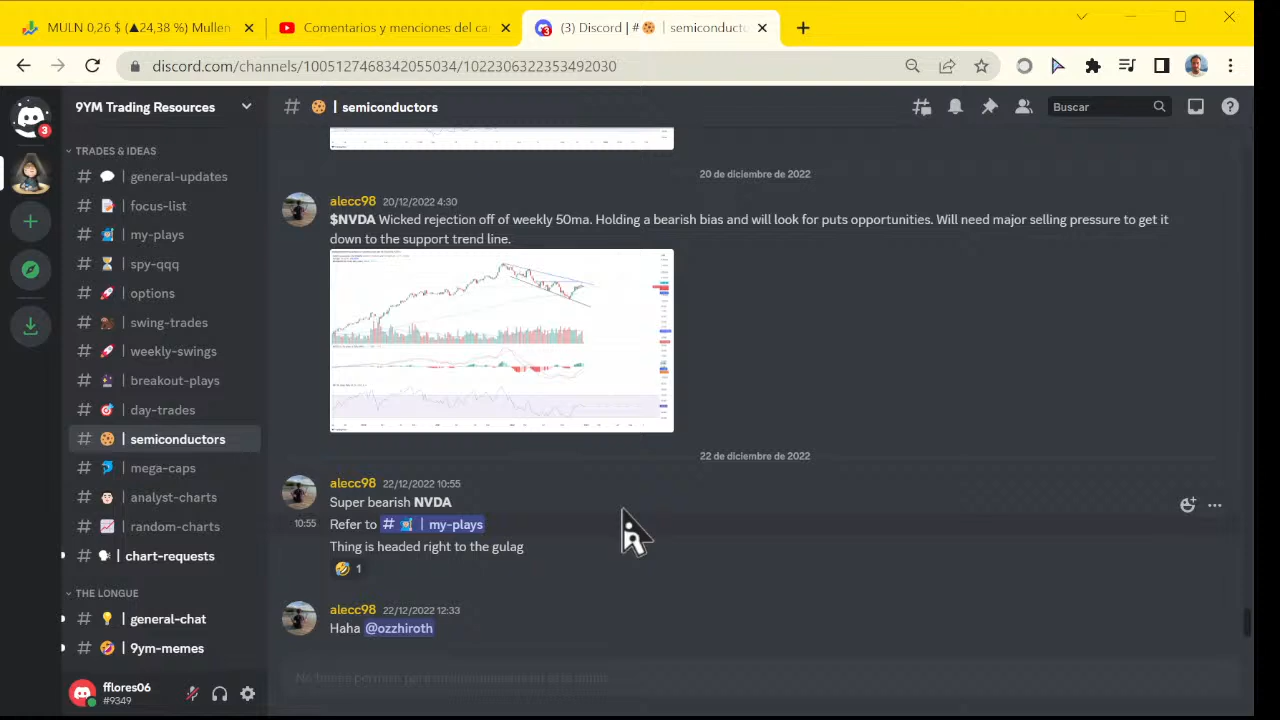 MULN 0,26 $ (▲24,38 %) Mullen
Comentarios y menciones del ca
(3) Discord | # 🍪 | semiconducto
discord.com/channels/1005127468342055034/1022306322353492030
3
9YM Trading Resources
# 🍪 | semiconductors
Buscar
TRADES & IDEAS
# 💬 | general-updates
# 📝 | focus-list
# | my-plays
# ⏳ | spy-qqq
# 🚀 | options
# | swing-trades
# 🚀 | weekly-swings
# | breakout-plays
# 🎯 | day-trades
# 🍪 | semiconductors
# 🐬 | mega-caps
# | analyst-charts
# 📈 | random-charts
# 🗣 | chart-requests
THE LONGUE
# 💡 | general-chat
# 🤣 | 9ym-memes
fflores06
#9349
20 de diciembre de 2022
alecc98 20/12/2022 4:30
$NVDA Wicked rejection off of weekly 50ma. Holding a bearish bias and will look for puts opportunities. Will need major selling pressure to get it
down to the support trend line.
22 de diciembre de 2022
alecc98 22/12/2022 10:55
Super bearish NVDA
10:55 Refer to # | my-plays
Thing is headed right to the gulag
🤣 1
alecc98 22/12/2022 12:33
Haha @ozzhiroth